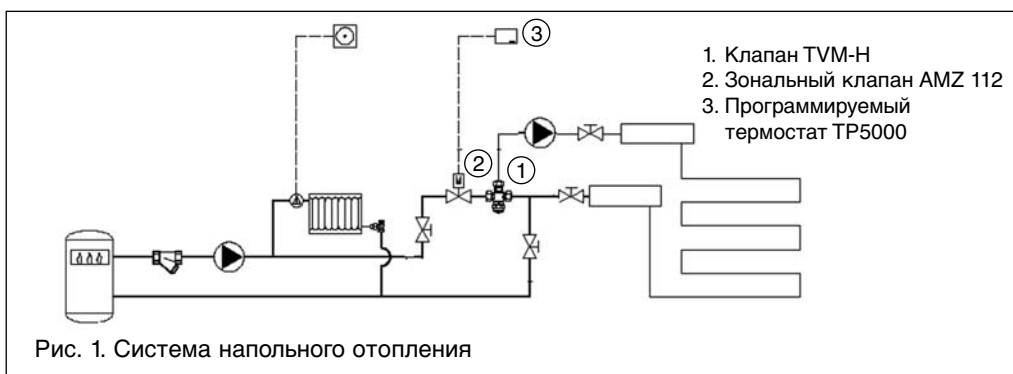 3
1. Клапан TVM-H
2. Зональный клапан AMZ 112
3. Программируемый
термостат TP5000
2
1
Рис. 1. Система напольного отопления